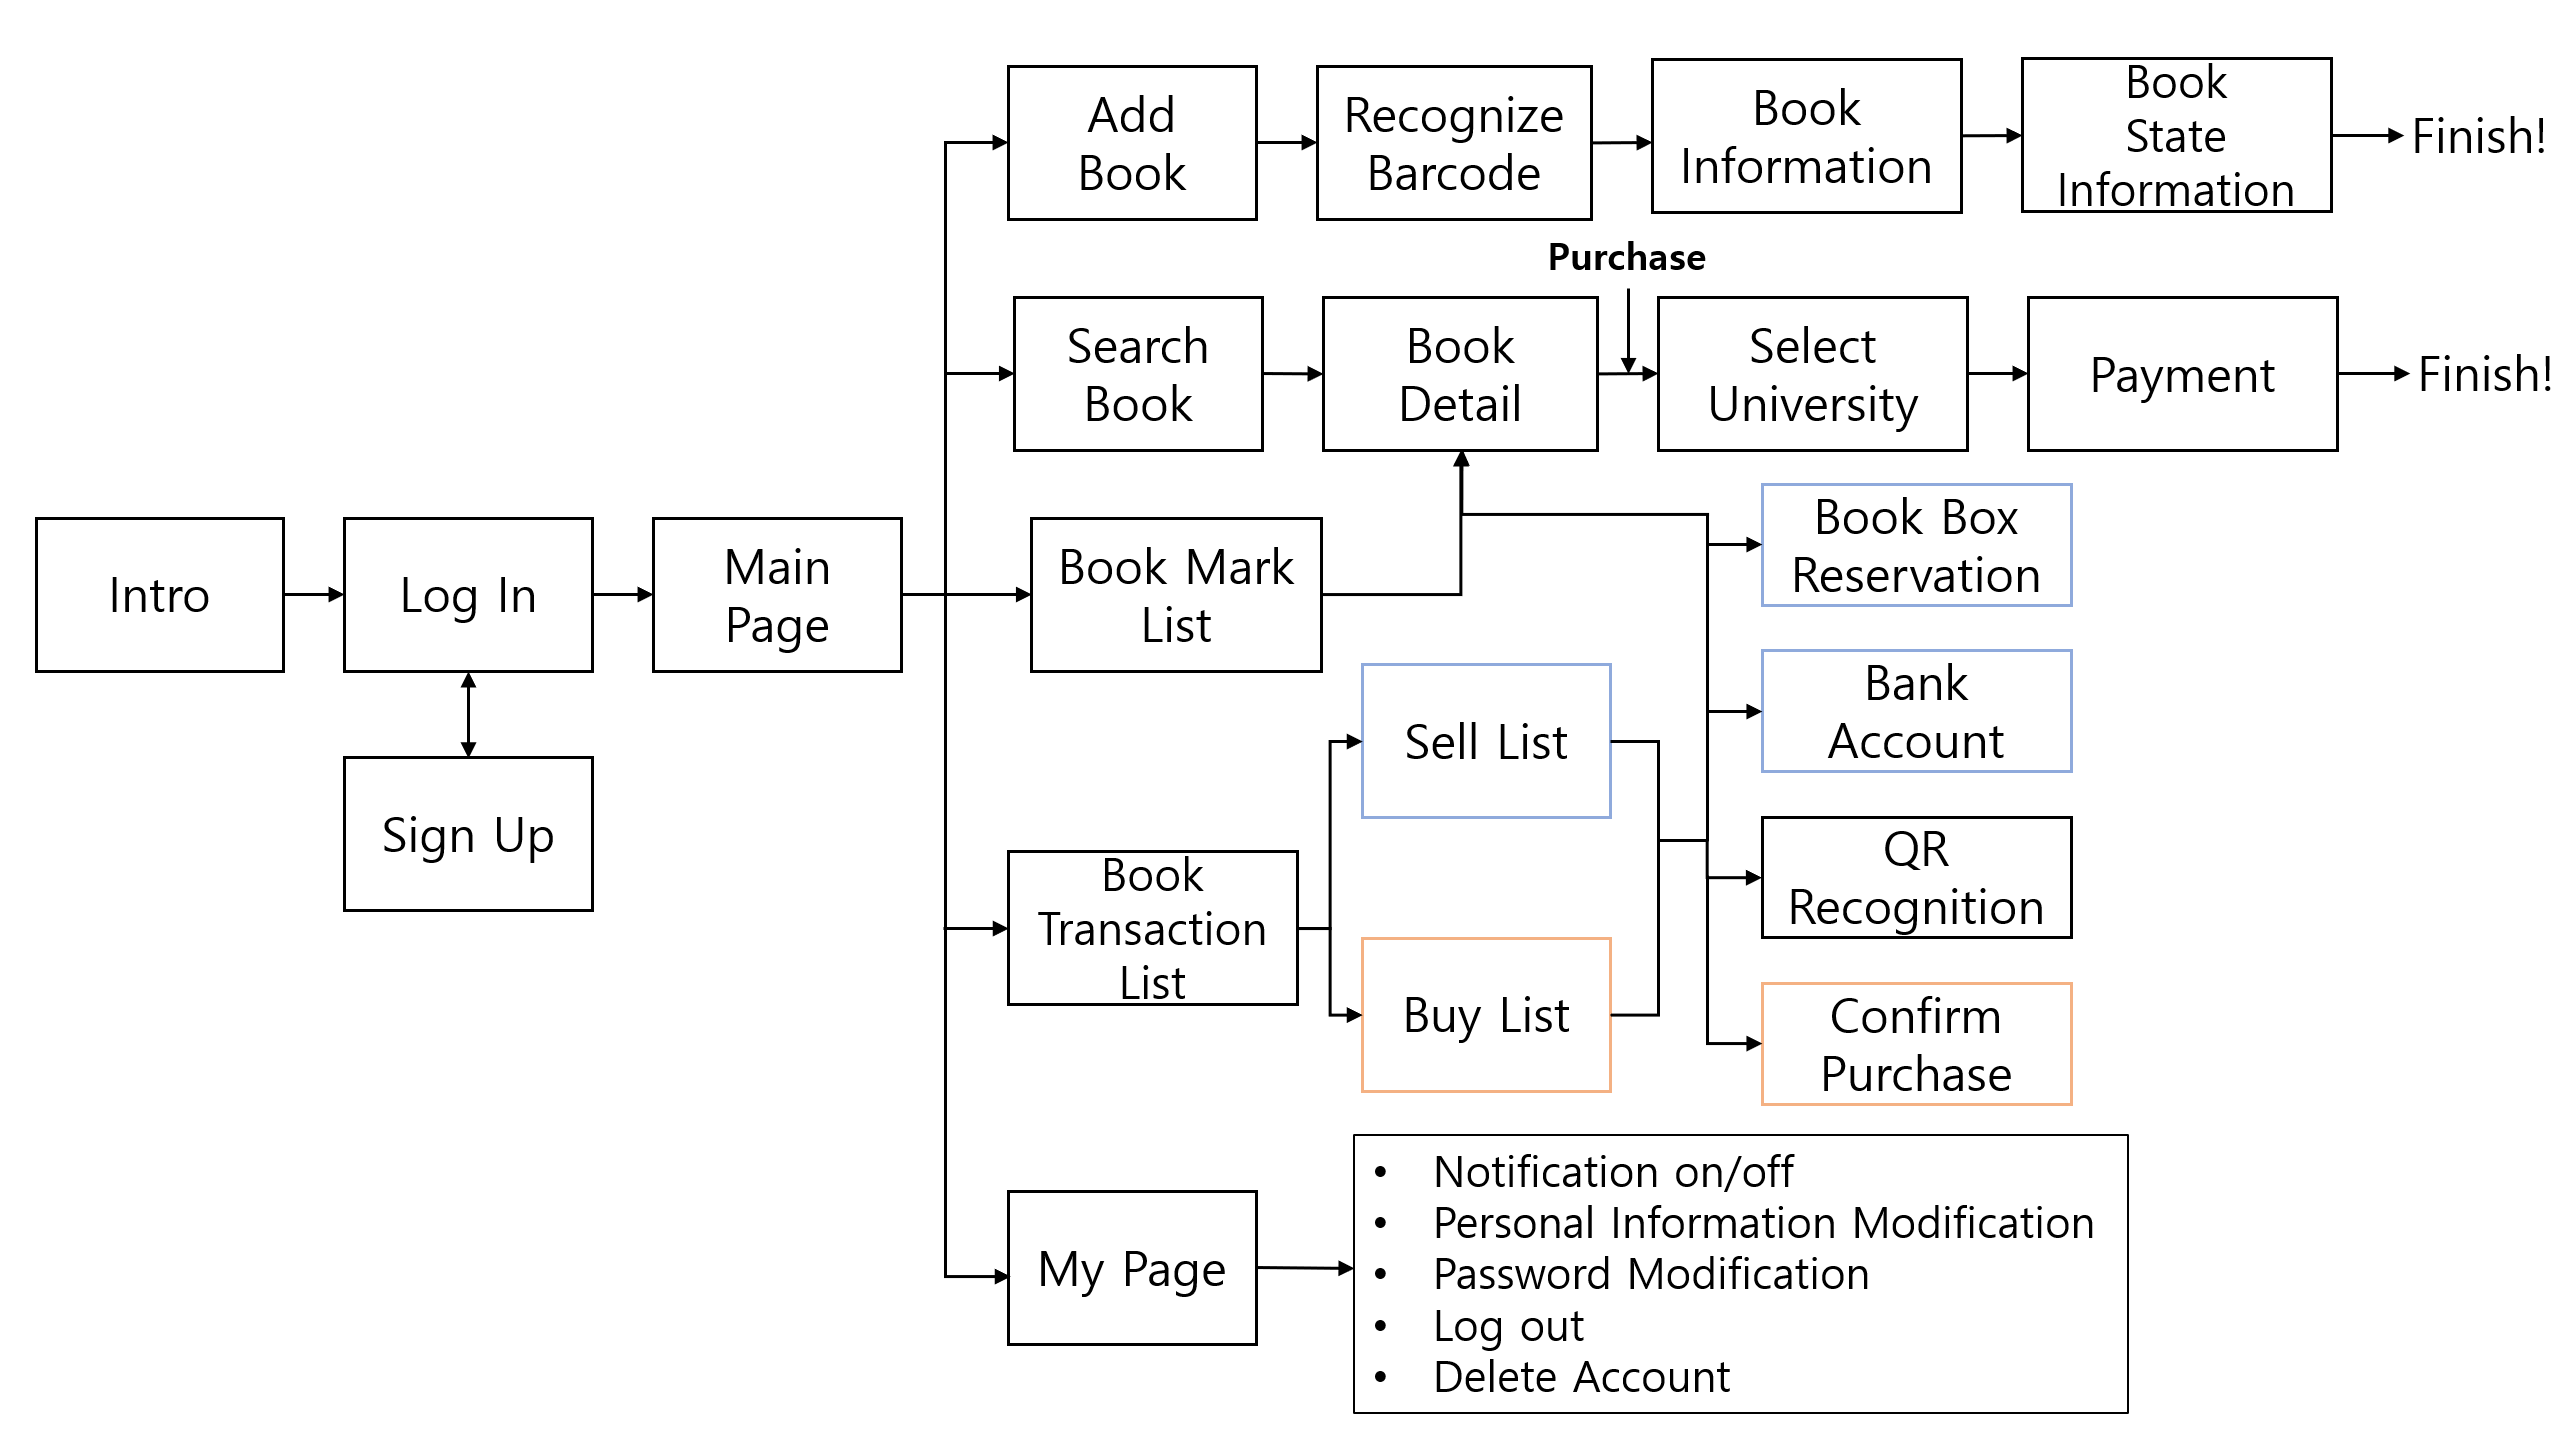 Add
Book
Recognize
Barcode
Book
Information
Book
State
Information
Finish!
Purchase
Search
Book
Book
Detail
Select
University
Payment
Finish!
Intro
Log In
Main
Page
Book Mark
List
Book Box
Reservation
Sign Up
Sell List
Bank
Account
Book
Transaction
List
Buy List
QR
Recognition
Confirm
Purchase
My Page
• Notification on/off
• Personal Information Modification
• Password Modification
• Log out
• Delete Account